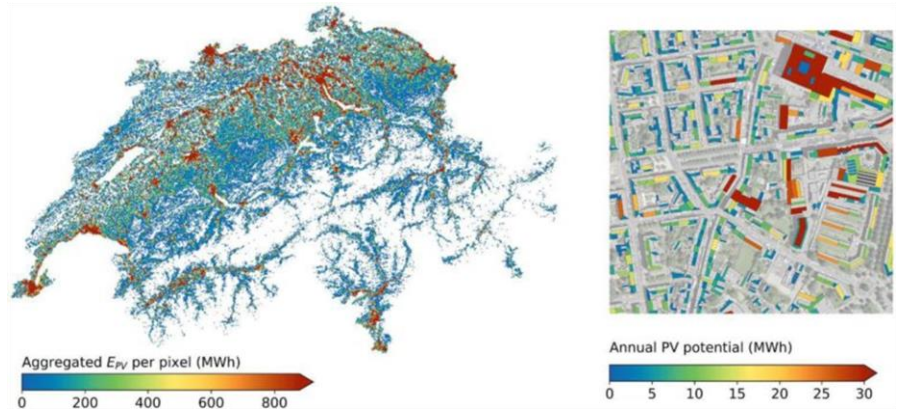 Aggregated E_PV per pixel (MWh)
0 200 400 600 800
Annual PV potential (MWh)
0 5 10 15 20 25 30